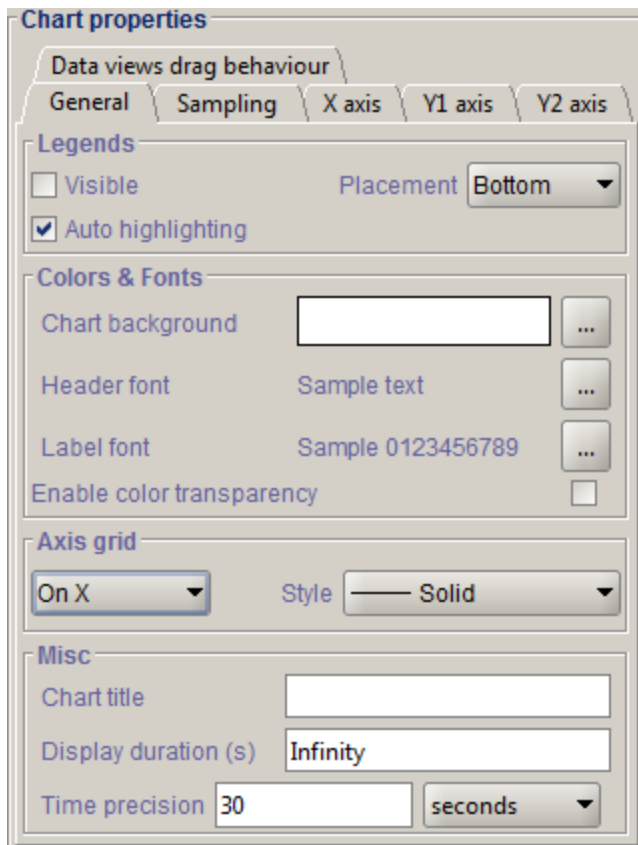 Chart properties
Data views drag behaviour
General Sampling X axis Y1 axis Y2 axis
Legends
Visible Placement Bottom
Auto highlighting
Colors & Fonts
Chart background ...
Header font Sample text ...
Label font Sample 0123456789 ...
Enable color transparency
Axis grid
On X Style Solid
Misc
Chart title
Display duration (s) Infinity
Time precision 30 seconds